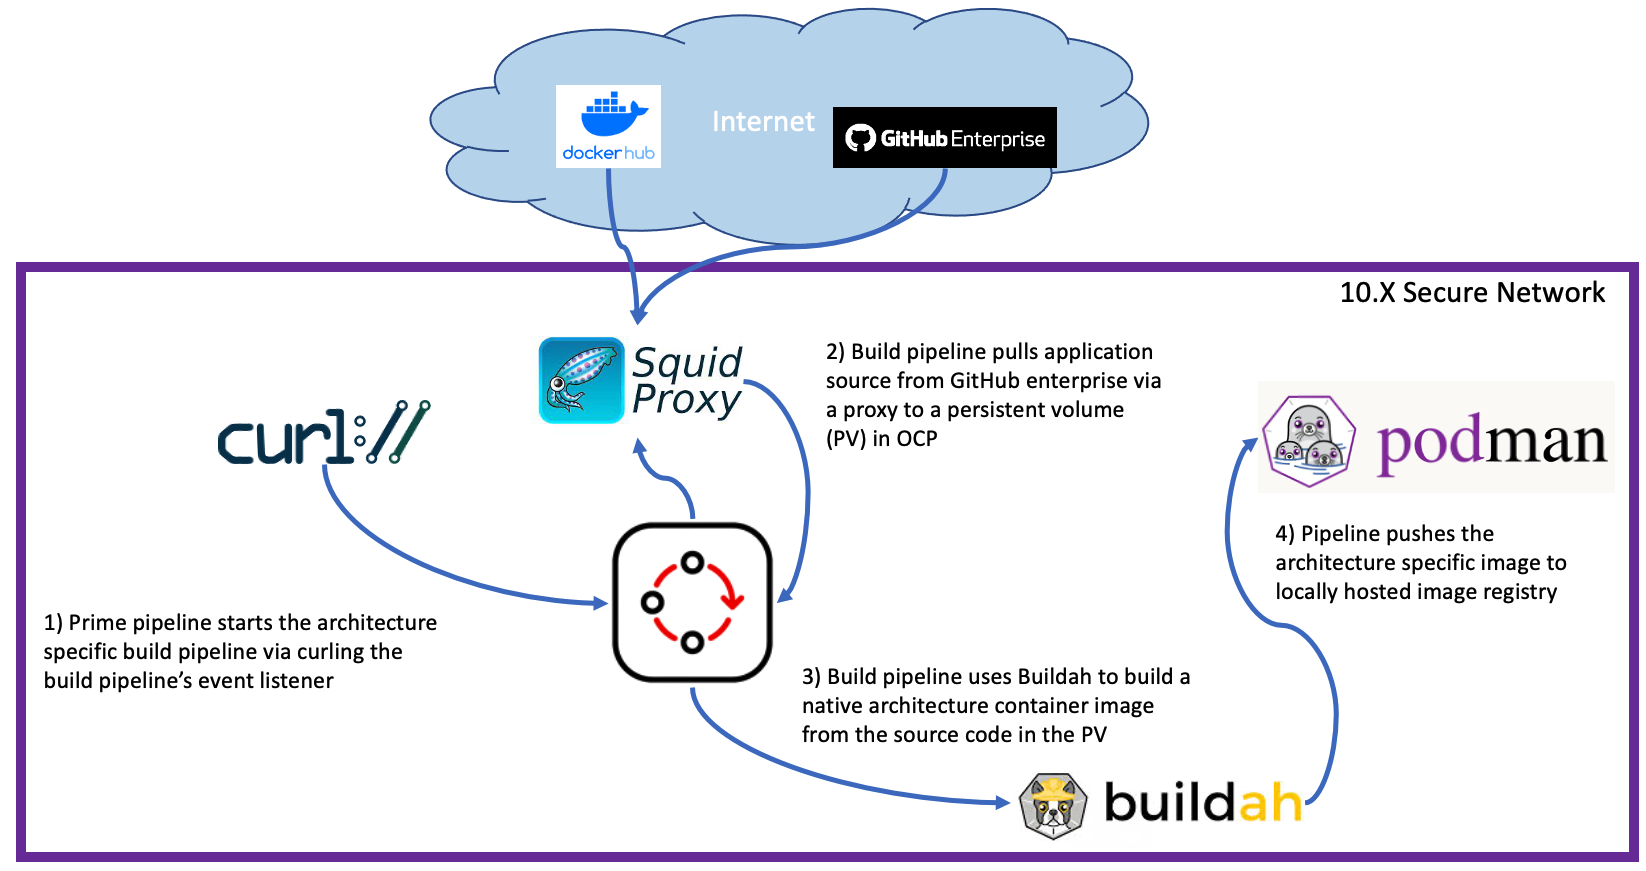 Internet
docker hub
GitHub Enterprise
10.X Secure Network
Squid
Proxy
2) Build pipeline pulls application
source from GitHub enterprise via
a proxy to a persistent volume
(PV) in OCP
curl://
podman
4) Pipeline pushes the
architecture specific image to
locally hosted image registry
1) Prime pipeline starts the architecture
specific build pipeline via curling the
build pipeline’s event listener
3) Build pipeline uses Buildah to build a
native architecture container image
from the source code in the PV
buildah